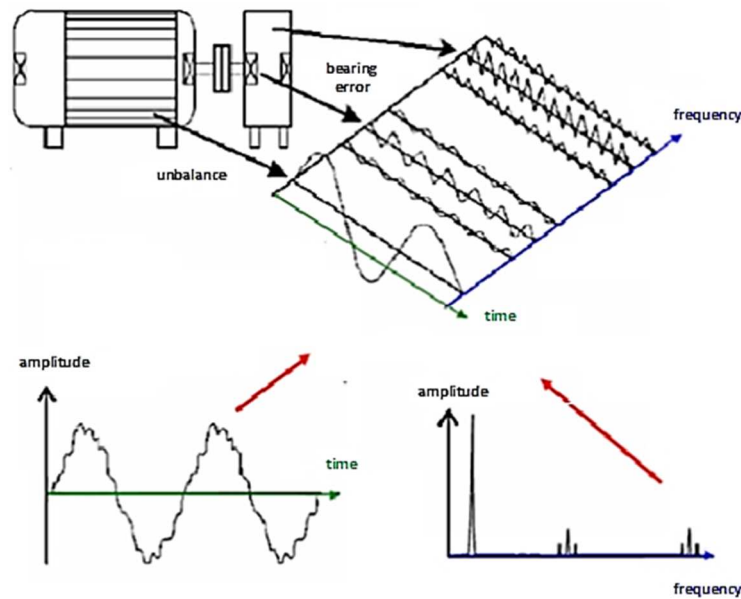 bearing
error
frequency
unbalance
time
amplitude
time
amplitude
frequency